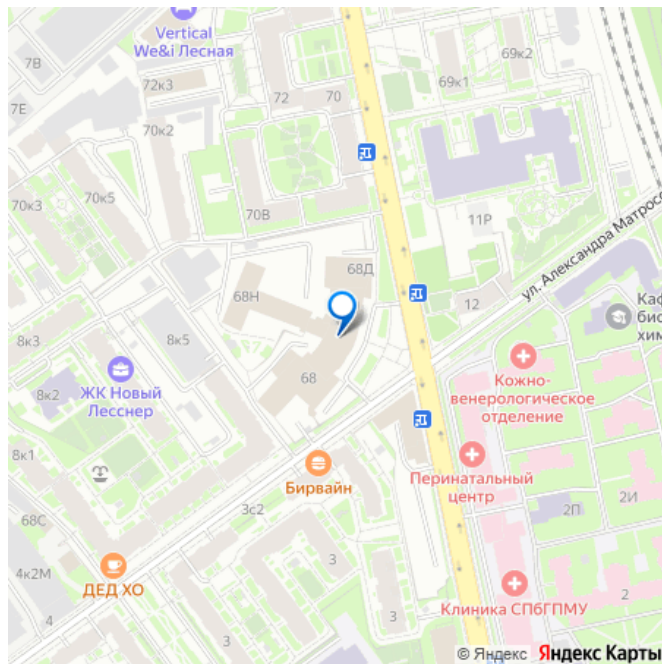 Vertical
We&i Лесная
7В
72к3
72
70
69к2
69к1
7Е
70к2
70к5
70к3
70В
11Р
ул. Александра Матросо
68Д
68Н
12
Каф
био
хим
8к3
8к5
68
ЖК Новый
Лесснер
8к2
Кожно-
венерологическое
отделение
8к1
Бирвайн
Перинатальный
центр
3с2
2П
2И
68С
4к2М
ДЕД ХО
4
3
3
3
2
Клиника СПбГПМУ
© Яндекс Яндекс Карты